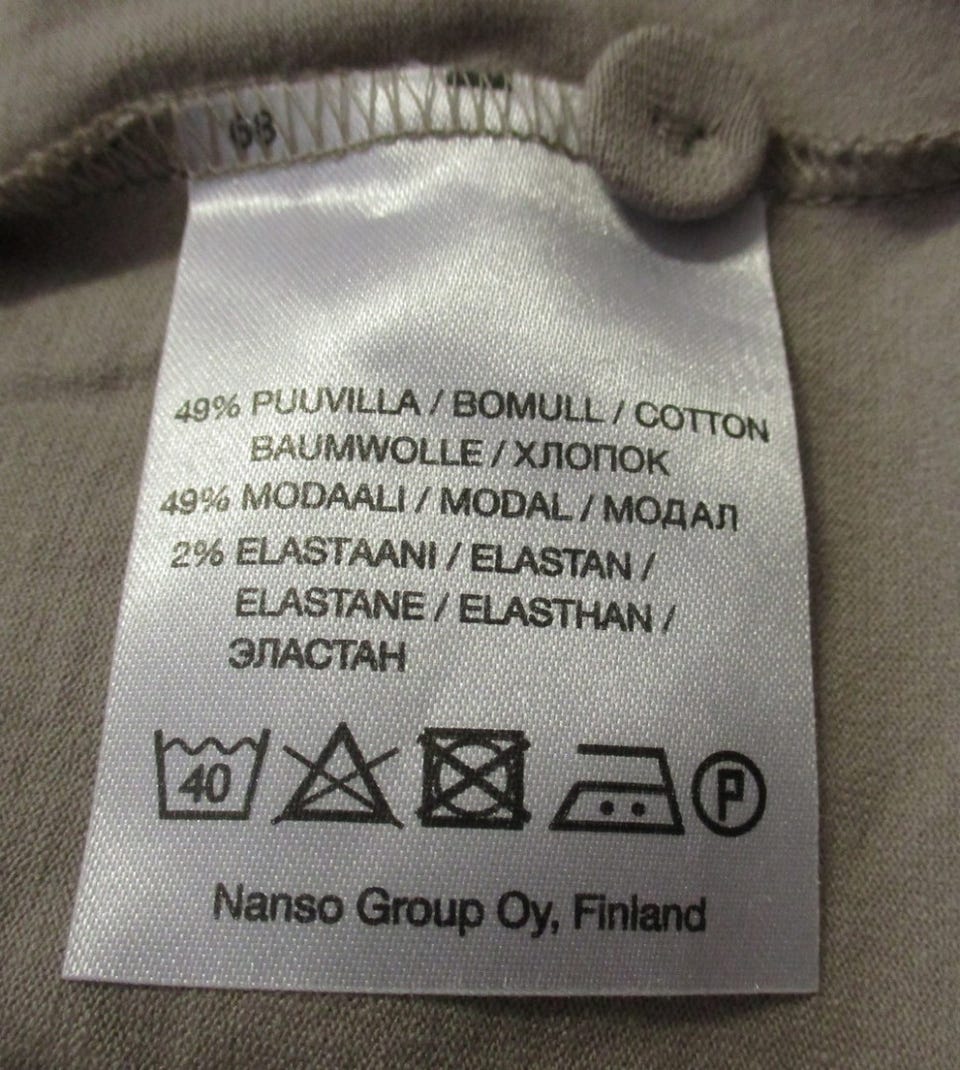 49% PUUVILLA / BOMULL / COTTON
BAUMWOLLE / ХЛОПОК
49% MODAALI / MODAL / МОДАЛ
2% ELASTAANI / ELASTAN /
ELASTANE / ELASTHAN /
ЭЛАСТАН
40
P
Nanso Group Oy, Finland